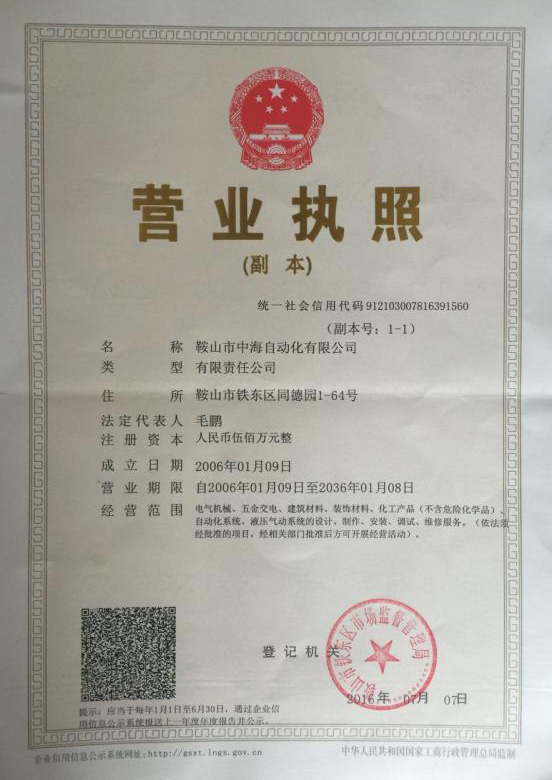 营业执照
(副 本)
统一社会信用代码 912103007816391560
(副本号：1-1)
名 称 鞍山市中海自动化有限公司
类 型 有限责任公司
住 所 鞍山市铁东区同德园1-64号
法定代表人 毛鹏
注册资本 人民币伍佰万元整
成立日期 2006年01月09日
营业期限 自2006年01月09日至2036年01月08日
经营范围 电气机械、五金交电、建筑材料、装饰材料、化工产品（不含危险化学品）、
自动化系统、液压气动系统的设计、制作、安装、调试、维修服务。（依法须
经批准的项目，经相关部门批准后方可开展经营活动）。
登记机关
鞍山市铁东区市场监督管理局
2016年 07月 07日
提示：应当于每年1月1日至6月30日，通过企业信
用信息公示系统报送上一年度年度报告并公示。
企业信用信息公示系统网址：http://gsxt.lngs.gov.cn
中华人民共和国国家工商行政管理总局监制